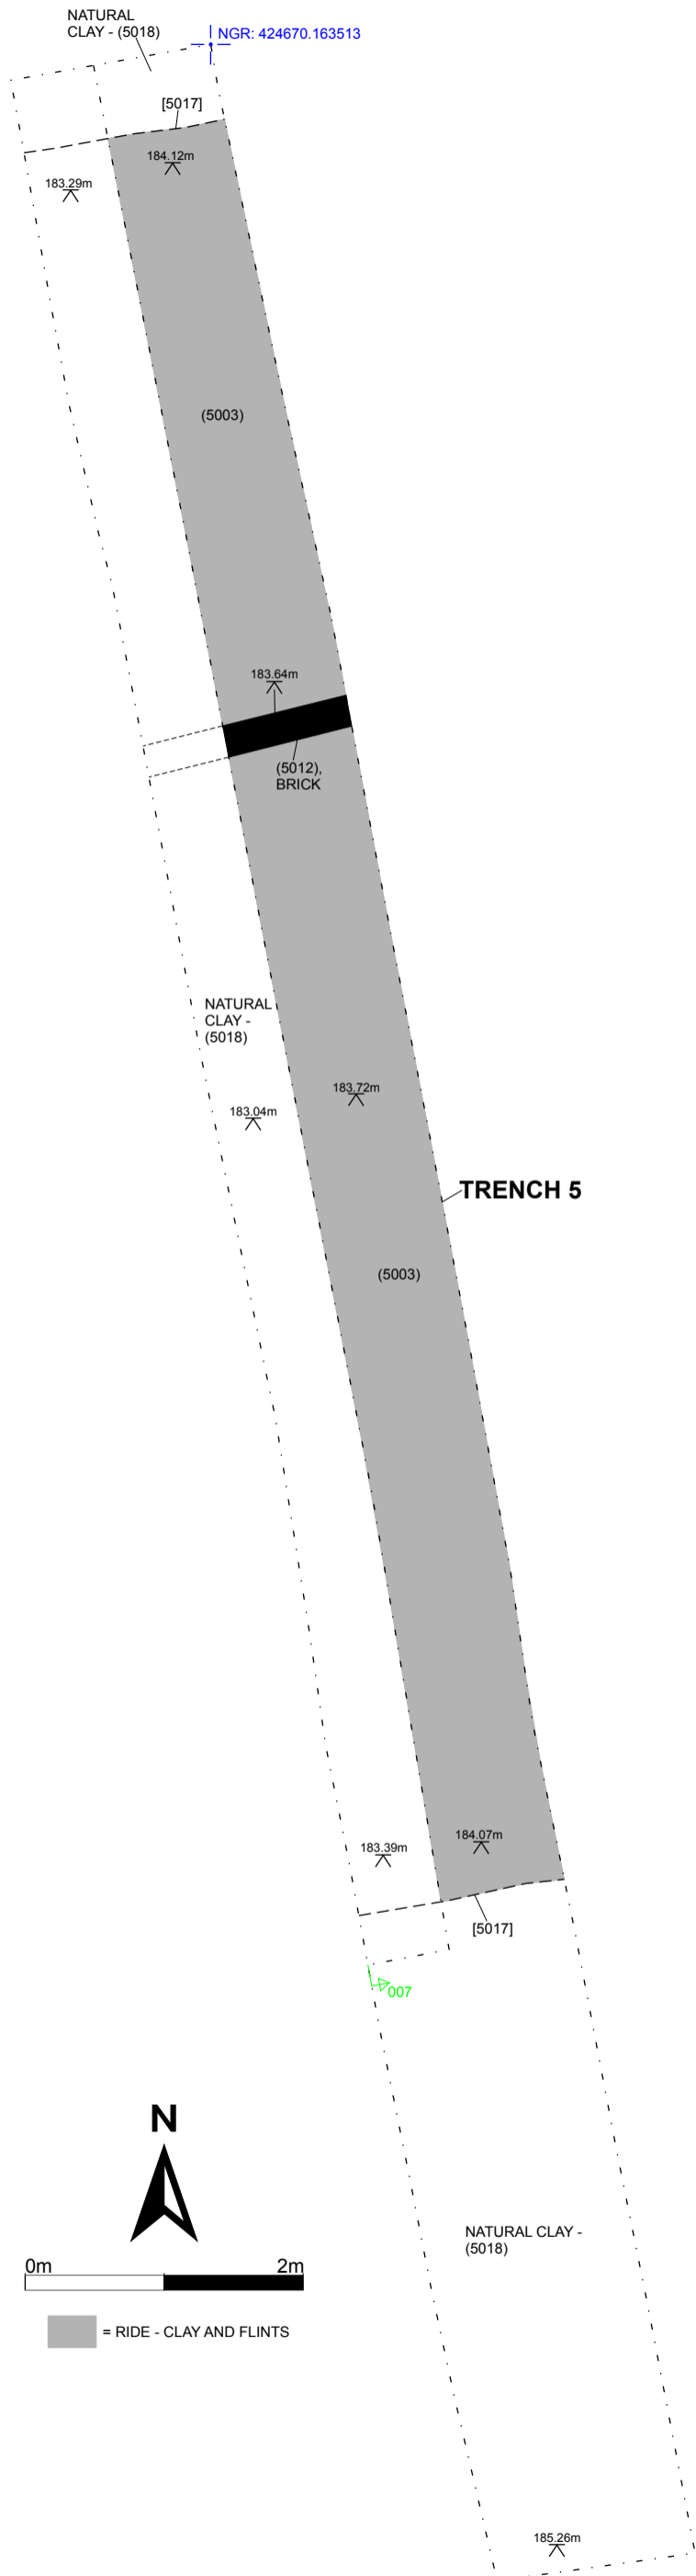 NATURAL
CLAY - (5018)
NGR: 424670.163513
[5017]
184.12m
183.29m
(5003)
183.64m
(5012),
BRICK
NATURAL
CLAY -
(5018)
183.72m
183.04m
TRENCH 5
(5003)
184.07m
183.39m
[5017]
007
N
0m 2m
NATURAL CLAY -
(5018)
= RIDE - CLAY AND FLINTS
185.26m